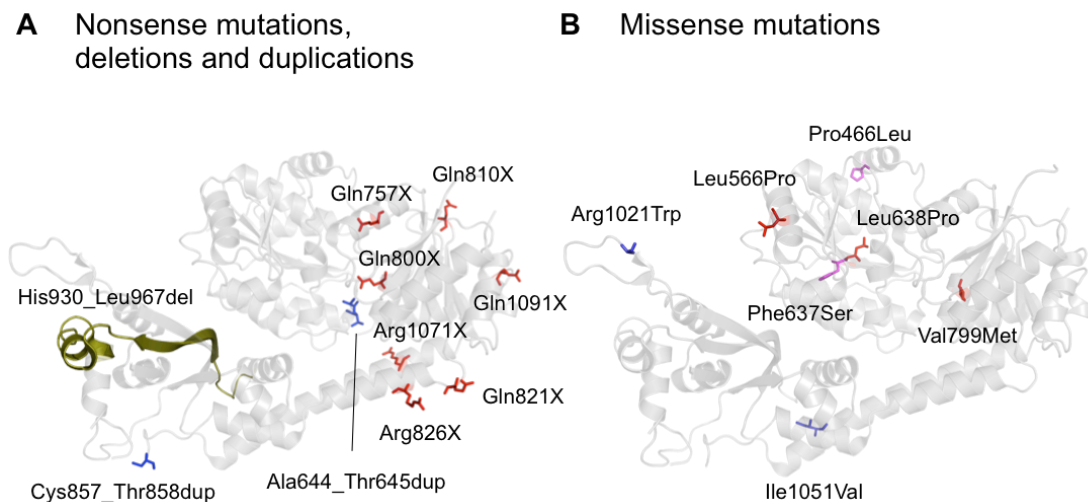 A Nonsense mutations,
deletions and duplications
Gln757X
Gln810X
Gln800X
His930_Leu967del
Gln1091X
Arg1071X
Gln821X
Arg826X
Cys857_Thr858dup
Ala644_Thr645dup
B Missense mutations
Pro466Leu
Leu566Pro
Arg1021Trp
Leu638Pro
Phe637Ser
Val799Met
Ile1051Val